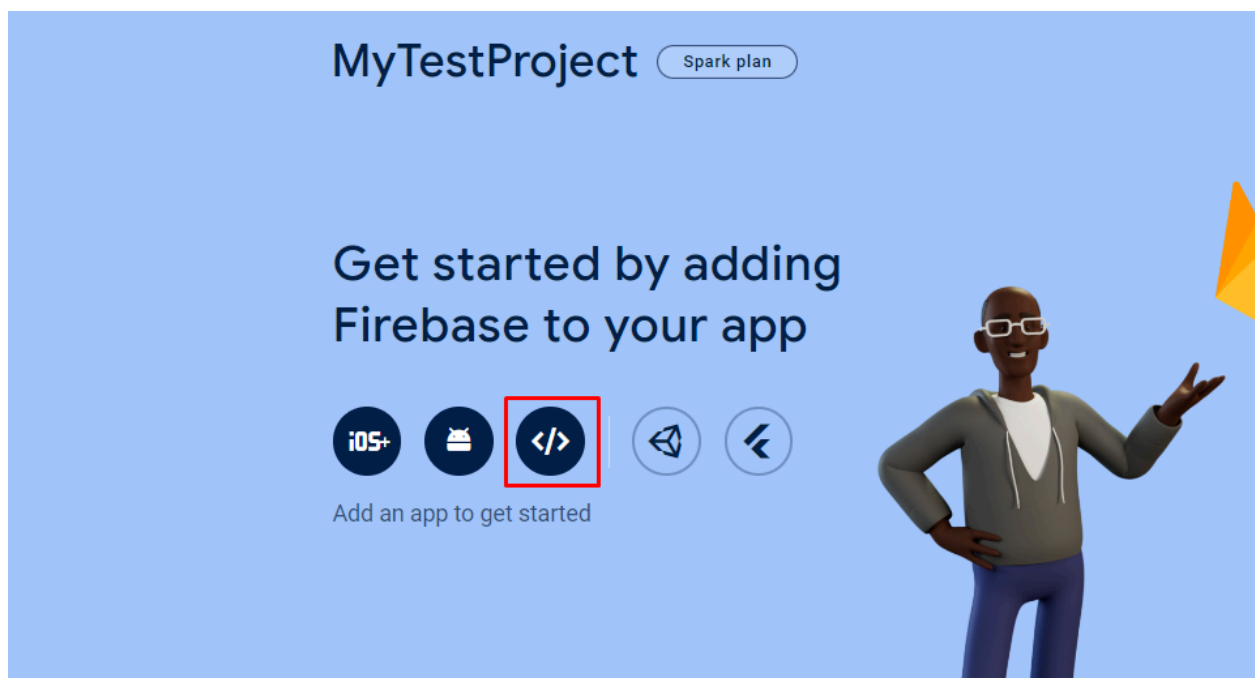 MyTestProject Spark plan
Get started by adding
Firebase to your app
iOS+ </>
Add an app to get started